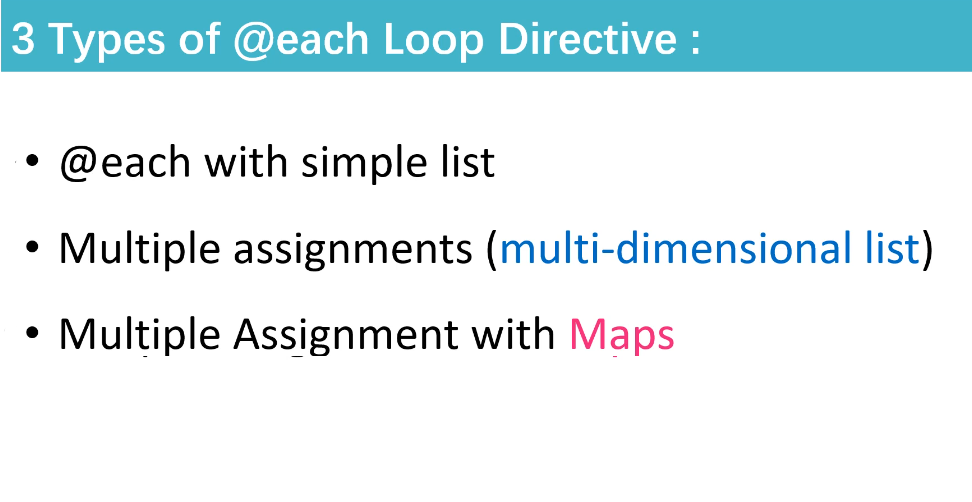 3 Types of @each Loop Directive :
• @each with simple list
• Multiple assignments (multi-dimensional list)
• Multiple Assignment with Maps